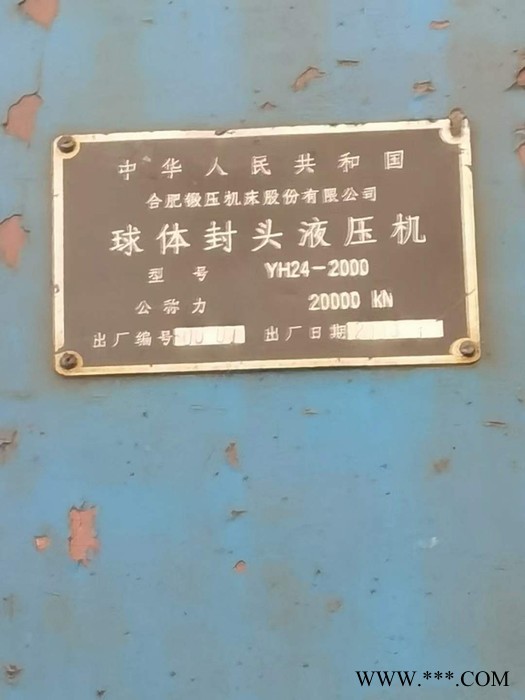 中华人民共和国
合肥锻压机床股份有限公司
球体封头液压机
型号 YH24-2000
公称力 20000 kN
出厂编号 出厂日期
WWW.***.COM